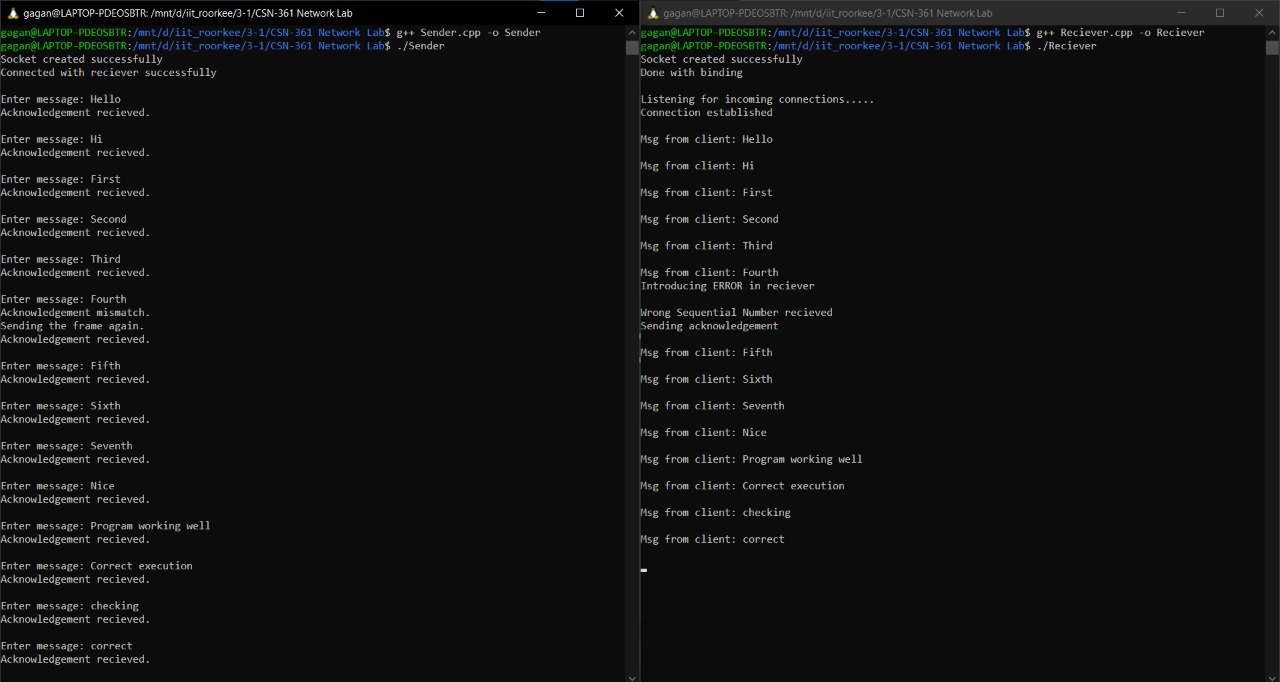 gagan@LAPTOP-PDEOSBTR: /mnt/d/iit_roorkee/3-1/CSN-361 Network Lab
gagan@LAPTOP-PDEOSBTR:/mnt/d/iit_roorkee/3-1/CSN-361 Network Lab$ g++ Sender.cpp -o Sender
gagan@LAPTOP-PDEOSBTR:/mnt/d/iit_roorkee/3-1/CSN-361 Network Lab$ ./Sender
Socket created successfully
Connected with reciever successfully

Enter message: Hello
Acknowledgement recieved.

Enter message: Hi
Acknowledgement recieved.

Enter message: First
Acknowledgement recieved.

Enter message: Second
Acknowledgement recieved.

Enter message: Third
Acknowledgement recieved.

Enter message: Fourth
Acknowledgement mismatch.
Sending the frame again.
Acknowledgement recieved.

Enter message: Fifth
Acknowledgement recieved.

Enter message: Sixth
Acknowledgement recieved.

Enter message: Seventh
Acknowledgement recieved.

Enter message: Nice
Acknowledgement recieved.

Enter message: Program working well
Acknowledgement recieved.

Enter message: Correct execution
Acknowledgement recieved.

Enter message: checking
Acknowledgement recieved.

Enter message: correct
Acknowledgement recieved.

gagan@LAPTOP-PDEOSBTR: /mnt/d/iit_roorkee/3-1/CSN-361 Network Lab
gagan@LAPTOP-PDEOSBTR:/mnt/d/iit_roorkee/3-1/CSN-361 Network Lab$ g++ Reciever.cpp -o Reciever
gagan@LAPTOP-PDEOSBTR:/mnt/d/iit_roorkee/3-1/CSN-361 Network Lab$ ./Reciever
Socket created successfully
Done with binding

Listening for incoming connections.....
Connection established

Msg from client: Hello

Msg from client: Hi

Msg from client: First

Msg from client: Second

Msg from client: Third

Msg from client: Fourth
Introducing ERROR in reciever

Wrong Sequential Number recieved
Sending acknowledgement

Msg from client: Fifth

Msg from client: Sixth

Msg from client: Seventh

Msg from client: Nice

Msg from client: Program working well

Msg from client: Correct execution

Msg from client: checking

Msg from client: correct